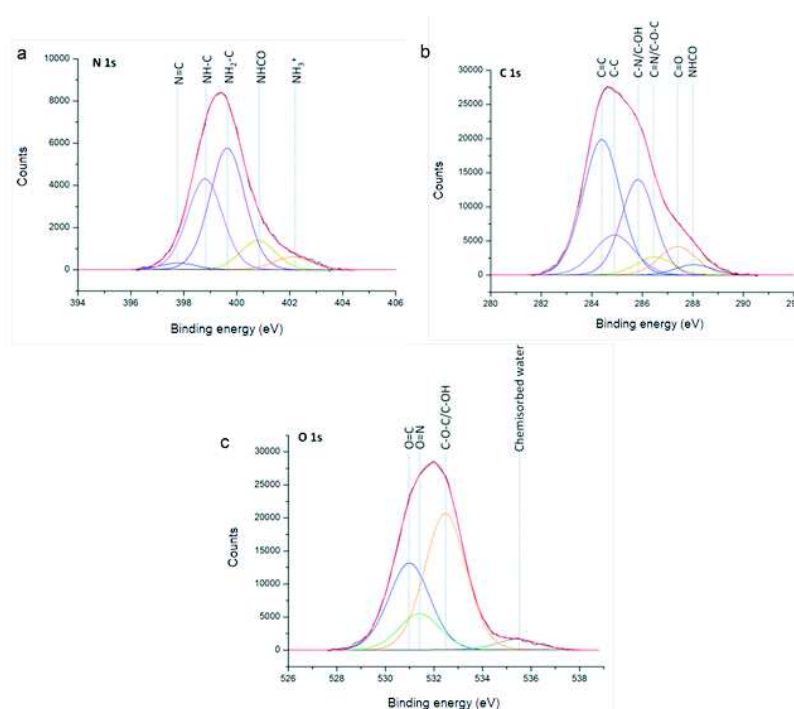 a
N 1s
N=C
NH-C
NH₂-C
NHCO
NH₃⁺
10000
8000
6000
4000
2000
0
Counts
394 396 398 400 402 404 406
Binding energy (eV)
b
C 1s
C=C
C-C
C-N/C-OH
C=N/C-O-C
C=O
NHCO
30000
25000
20000
15000
10000
5000
0
Counts
280 282 284 286 288 290
Binding energy (eV)
c
O 1s
O=C
O=N
C-O-C/C-OH
Chemisorbed water
30000
25000
20000
15000
10000
5000
0
Counts
526 528 530 532 534 536 538
Binding energy (eV)